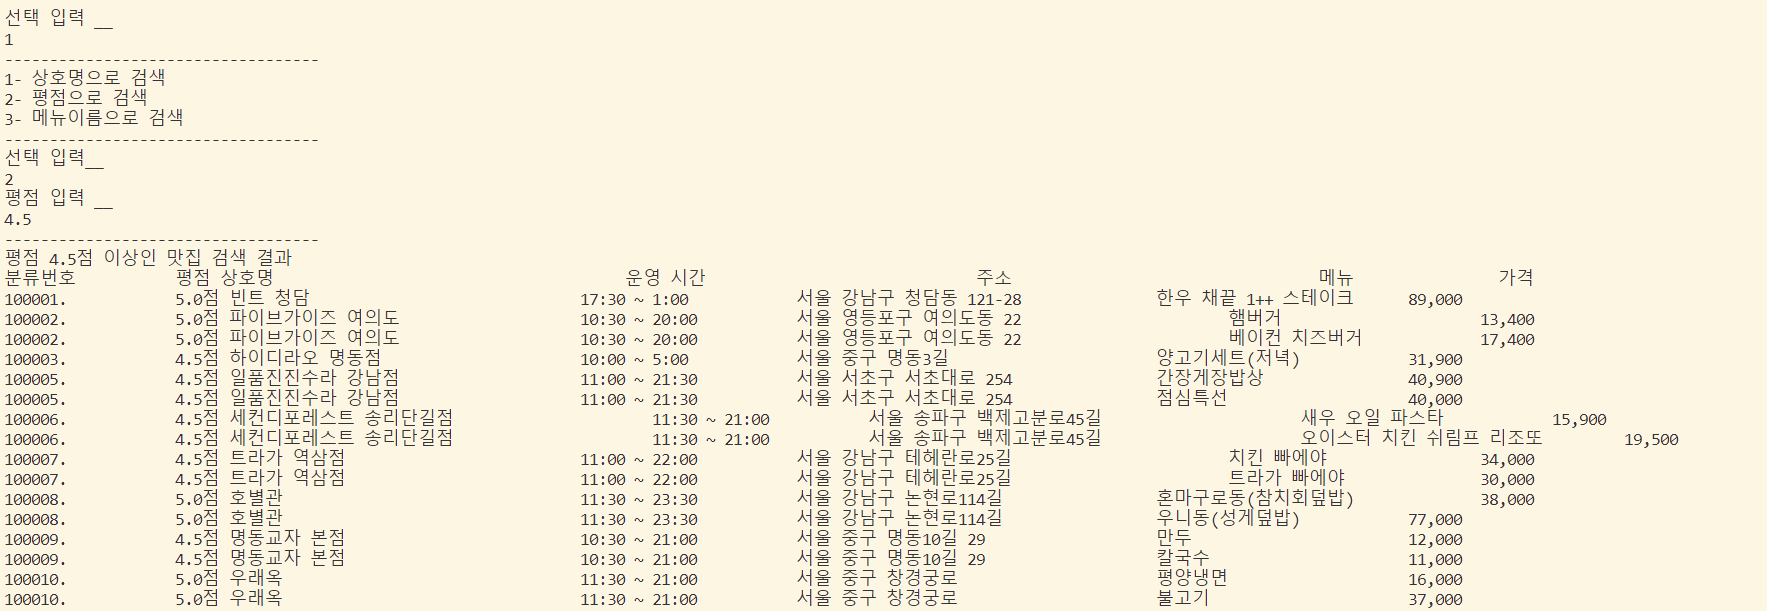 선택 입력 __
1
-----------------------------------
1- 상호명으로 검색
2- 평점으로 검색
3- 메뉴이름으로 검색
-----------------------------------
선택 입력__
2
평점 입력 __
4.5
-----------------------------------
평점 4.5점 이상인 맛집 검색 결과
분류번호 평점 상호명 운영 시간 주소 메뉴 가격
100001. 5.0점 빈트 청담 17:30 ~ 1:00 서울 강남구 청담동 121-28 한우 채끝 1++ 스테이크 89,000
100002. 5.0점 파이브가이즈 여의도 10:30 ~ 20:00 서울 영등포구 여의도동 22 햄버거 13,400
100002. 5.0점 파이브가이즈 여의도 10:30 ~ 20:00 서울 영등포구 여의도동 22 베이컨 치즈버거 17,400
100003. 4.5점 하이디라오 명동점 10:00 ~ 5:00 서울 중구 명동3길 양고기세트(저녁) 31,900
100005. 4.5점 일품진진수라 강남점 11:00 ~ 21:30 서울 서초구 서초대로 254 간장게장밥상 40,900
100005. 4.5점 일품진진수라 강남점 11:00 ~ 21:30 서울 서초구 서초대로 254 점심특선 40,000
100006. 4.5점 세컨디포레스트 송리단길점 11:30 ~ 21:00 서울 송파구 백제고분로45길 새우 오일 파스타 15,900
100006. 4.5점 세컨디포레스트 송리단길점 11:30 ~ 21:00 서울 송파구 백제고분로45길 오이스터 치킨 쉬림프 리조또 19,500
100007. 4.5점 트라가 역삼점 11:00 ~ 22:00 서울 강남구 테헤란로25길 치킨 빠에야 34,000
100007. 4.5점 트라가 역삼점 11:00 ~ 22:00 서울 강남구 테헤란로25길 트라가 빠에야 30,000
100008. 5.0점 호별관 11:30 ~ 23:30 서울 강남구 논현로114길 혼마구로동(참치회덮밥) 38,000
100008. 5.0점 호별관 11:30 ~ 23:30 서울 강남구 논현로114길 우니동(성게덮밥) 77,000
100009. 4.5점 명동교자 본점 10:30 ~ 21:00 서울 중구 명동10길 29 만두 12,000
100009. 4.5점 명동교자 본점 10:30 ~ 21:00 서울 중구 명동10길 29 칼국수 11,000
100010. 5.0점 우래옥 11:30 ~ 21:00 서울 중구 창경궁로 평양냉면 16,000
100010. 5.0점 우래옥 11:30 ~ 21:00 서울 중구 창경궁로 불고기 37,000